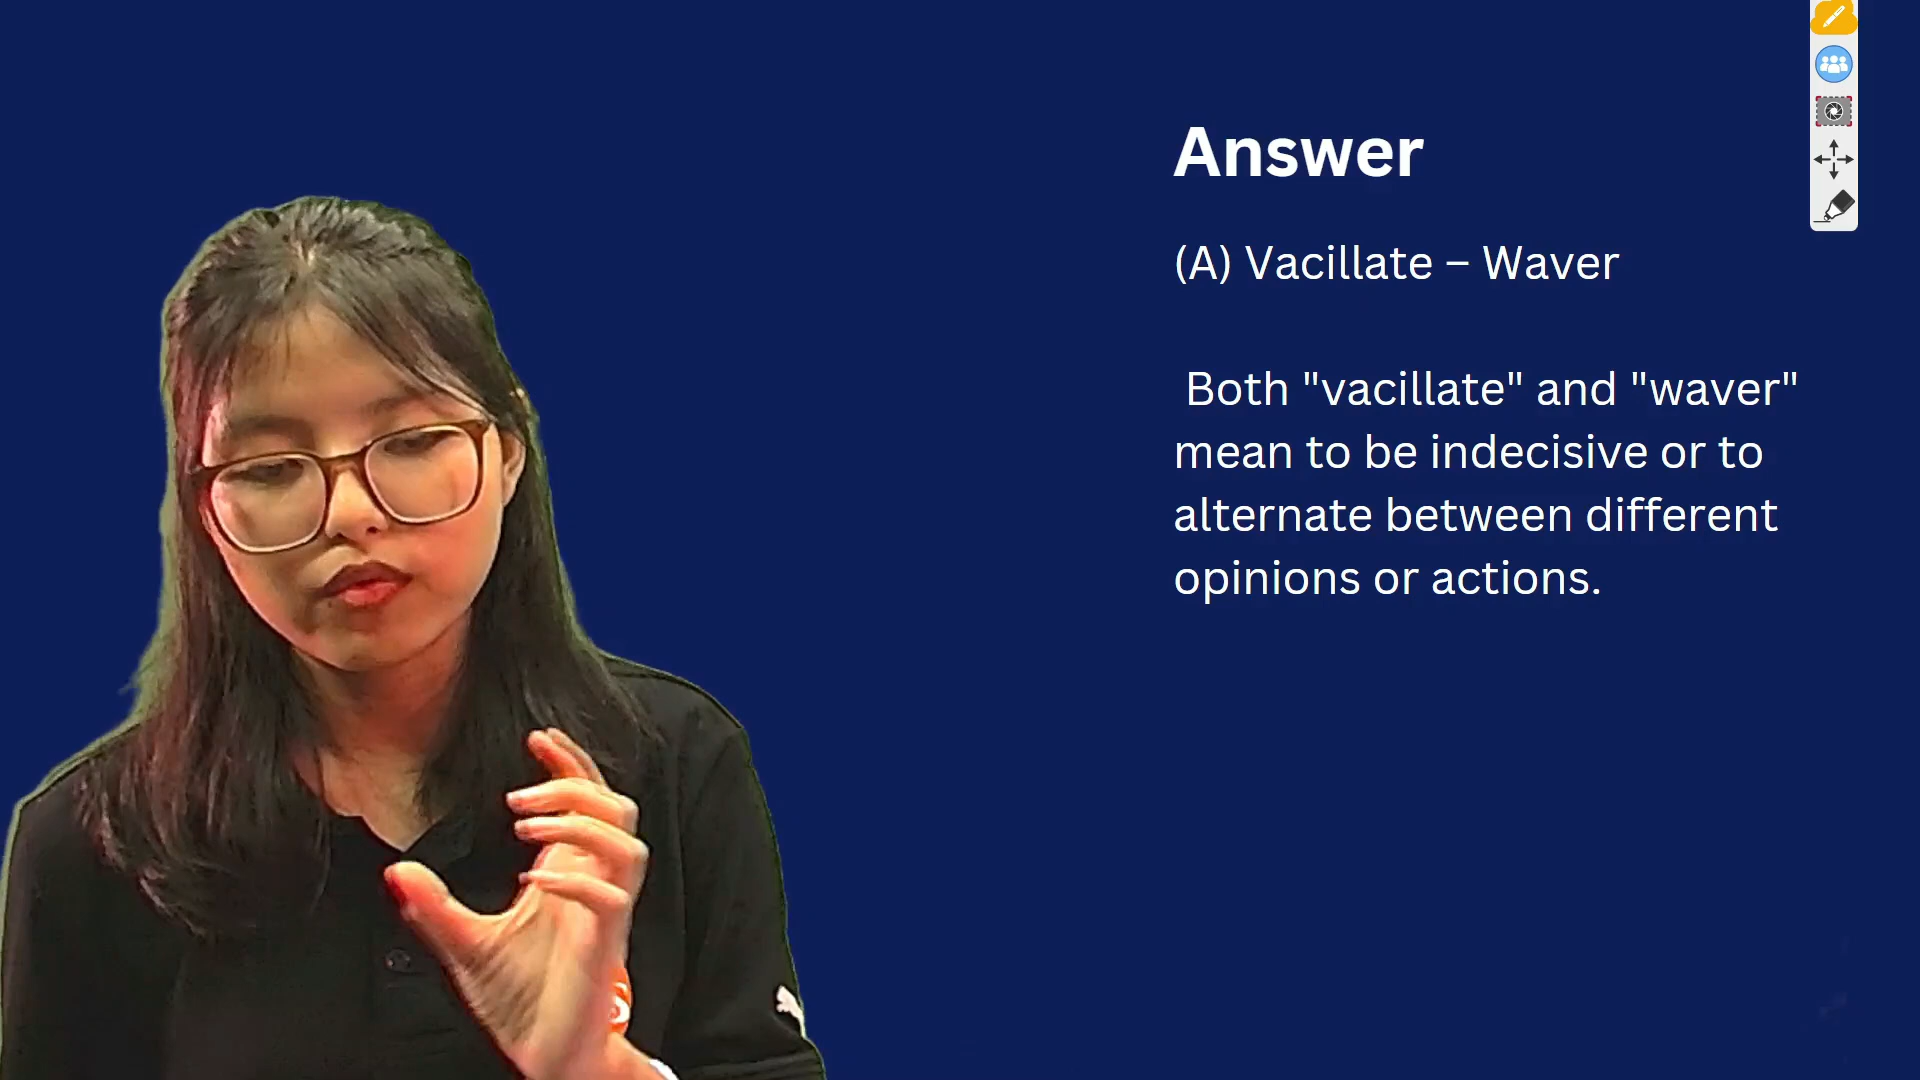 Answer
(A) Vacillate – Waver
Both "vacillate" and "waver"
mean to be indecisive or to
alternate between different
opinions or actions.